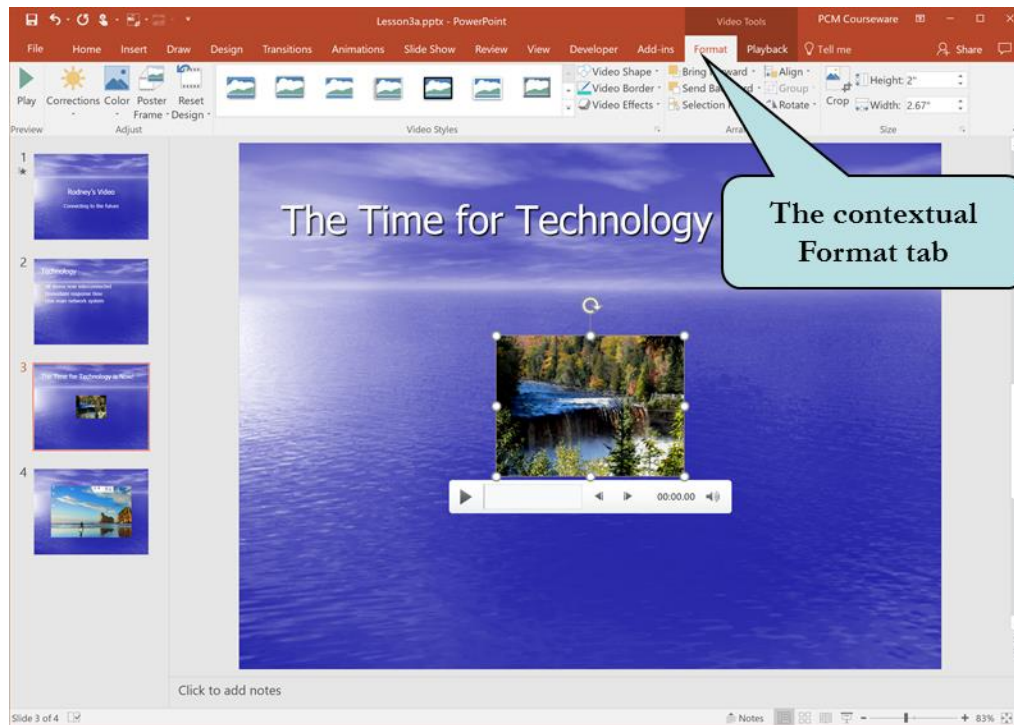 Lesson3a.pptx - PowerPoint
Video Tools
PCM Courseware
File Home Insert Draw Design Transitions Animations Slide Show Review View Developer Add-ins Format Playback Tell me Share
Play
Corrections
Color
Poster Frame
Reset Design
Video Shape
Video Border
Video Effects
Bring
Send
Selection
Align
Group
Rotate
Crop
Height: 2"
Width: 2.67"
Preview
Adjust
Video Styles
Size
1
Rodney's Video
Connecting to the future
2
Technology
3
The Time for Technology is Now!
4
The Time for Technology
The contextual
Format tab
00:00.00
Click to add notes
Slide 3 of 4
Notes
83%